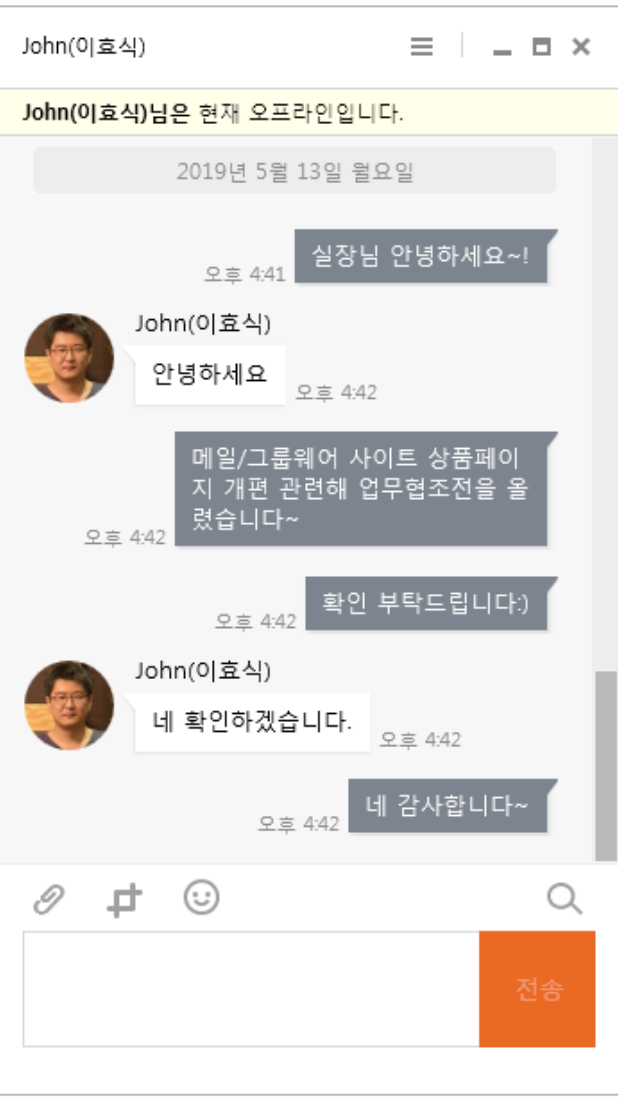 John(이효식)
John(이효식)님은 현재 오프라인입니다.
2019년 5월 13일 월요일
실장님 안녕하세요~!
오후 4:41
John(이효식)
안녕하세요
오후 4:42
메일/그룹웨어 사이트 상품페이
지 개편 관련해 업무협조전을 올
렸습니다~
오후 4:42
확인 부탁드립니다:)
오후 4:42
John(이효식)
네 확인하겠습니다.
오후 4:42
네 감사합니다~
오후 4:42
전송